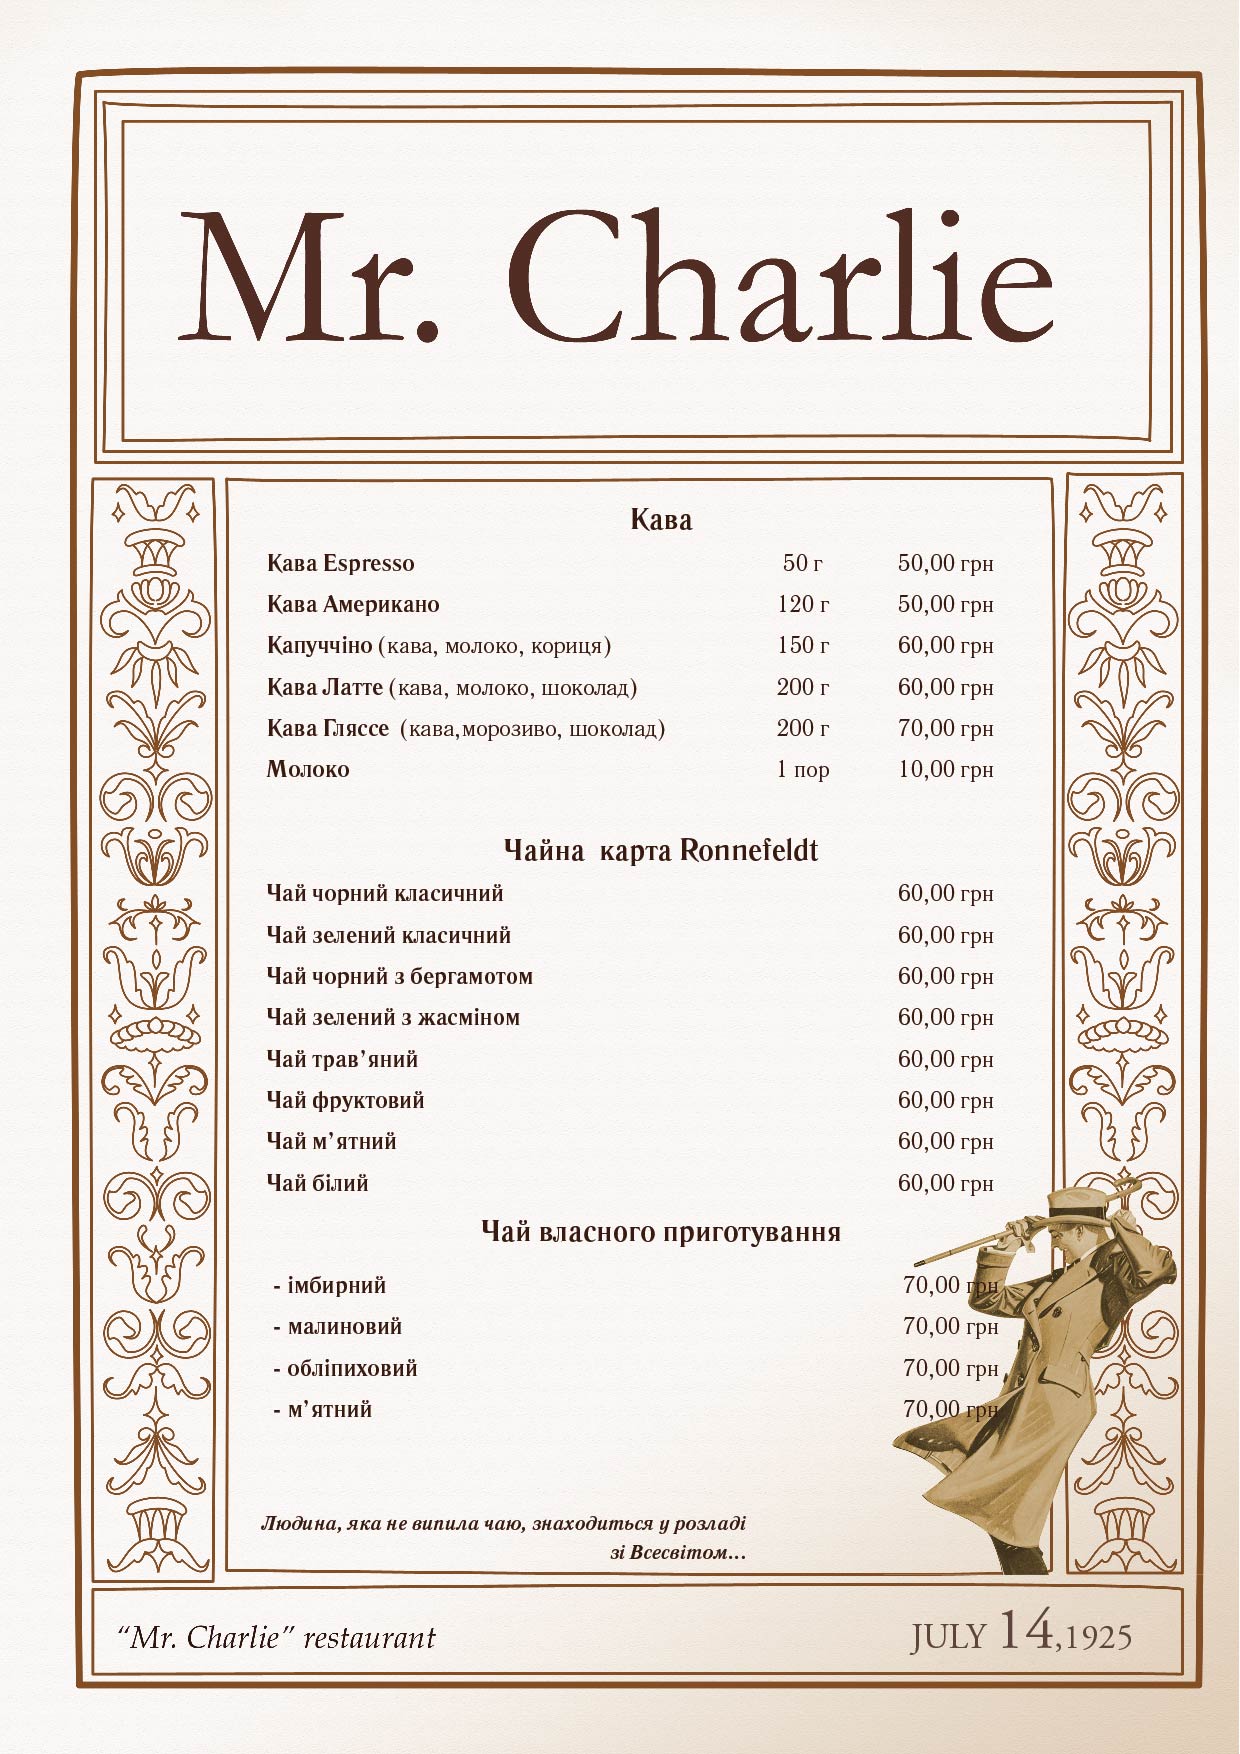 Mr. Charlie
Кава
Кава Espresso 50 г 50,00 грн
Кава Американо 120 г 50,00 грн
Капуччіно (кава, молоко, кориця) 150 г 60,00 грн
Кава Латте (кава, молоко, шоколад) 200 г 60,00 грн
Кава Гляссе (кава,морозиво, шоколад) 200 г 70,00 грн
Молоко 1 пор 10,00 грн
Чайна карта Ronnefeldt
Чай чорний класичний 60,00 грн
Чай зелений класичний 60,00 грн
Чай чорний з бергамотом 60,00 грн
Чай зелений з жасміном 60,00 грн
Чай трав’яний 60,00 грн
Чай фруктовий 60,00 грн
Чай м’ятний 60,00 грн
Чай білий 60,00 грн
Чай власного приготування
- імбирний 70,00 грн
- малиновий 70,00 грн
- обліпиховий 70,00 грн
- м’ятний 70,00 грн
Людина, яка не випила чаю, знаходиться у розладі
зі Всесвітом...
“Mr. Charlie” restaurant JULY 14,1925